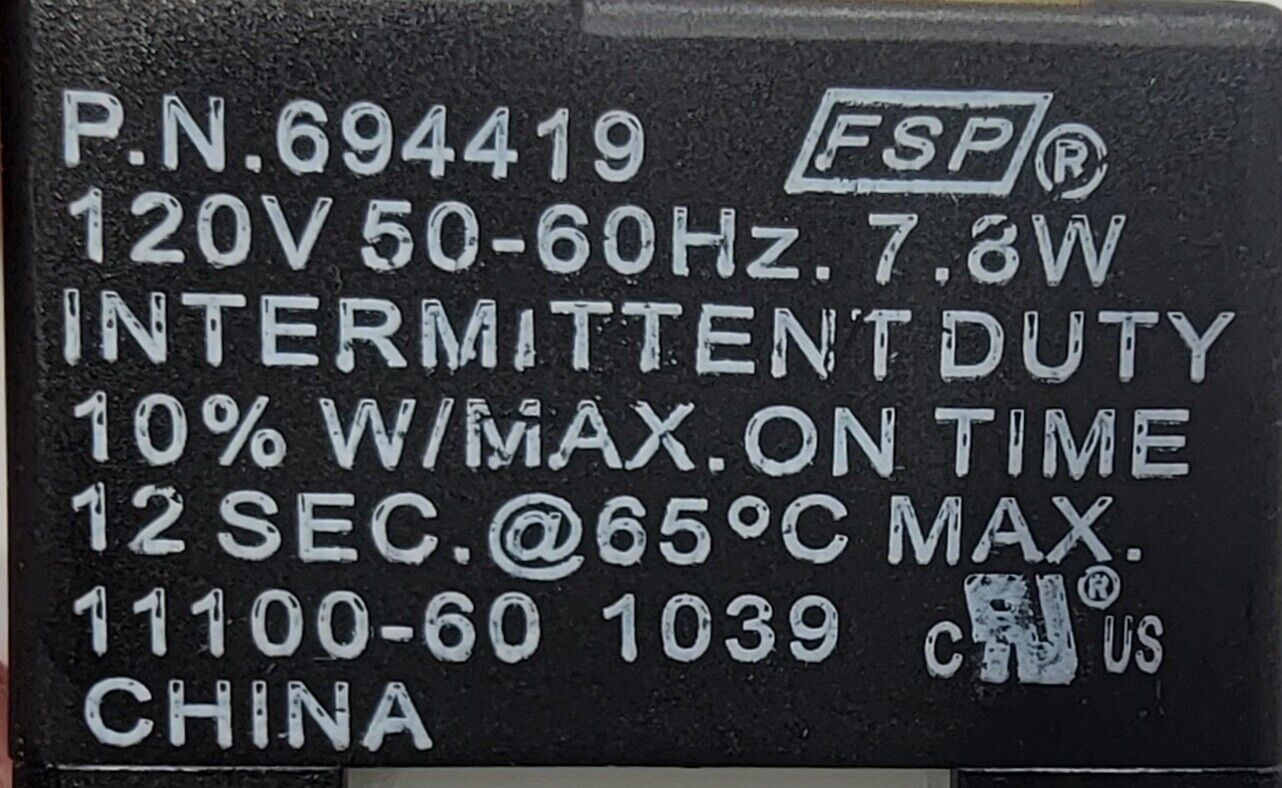 P.N.694419 FSP®
120V 50-60Hz. 7.8W
INTERMITTENT DUTY
10% W/MAX.ON TIME
12 SEC.@65°C MAX.
11100-60 1039 C RU® US
CHINA